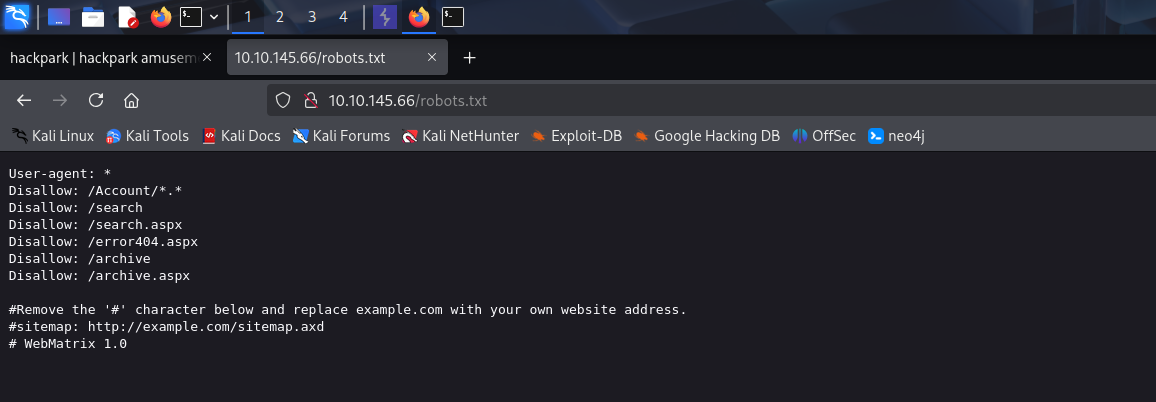 1 2 3 4
hackpark | hackpark amusem
10.10.145.66/robots.txt
10.10.145.66/robots.txt
Kali Linux Kali Tools Kali Docs Kali Forums Kali NetHunter Exploit-DB Google Hacking DB OffSec neo4j
User-agent: *
Disallow: /Account/*.*
Disallow: /search
Disallow: /search.aspx
Disallow: /error404.aspx
Disallow: /archive
Disallow: /archive.aspx
#Remove the '#' character below and replace example.com with your own website address.
#sitemap: http://example.com/sitemap.axd
# WebMatrix 1.0